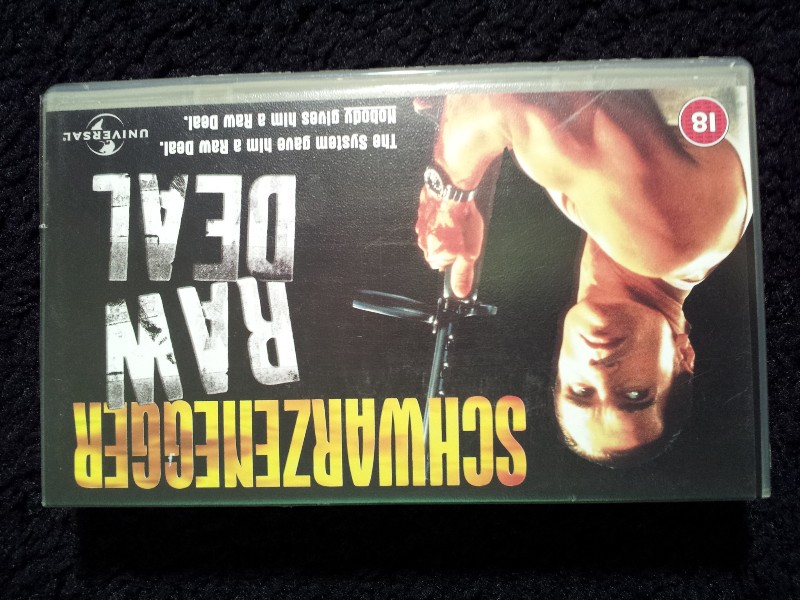 SCHWARZENEGGER
RAW
DEAL
The System gave him a Raw Deal.
Nobody gives him a Raw Deal.
UNIVERSAL
18